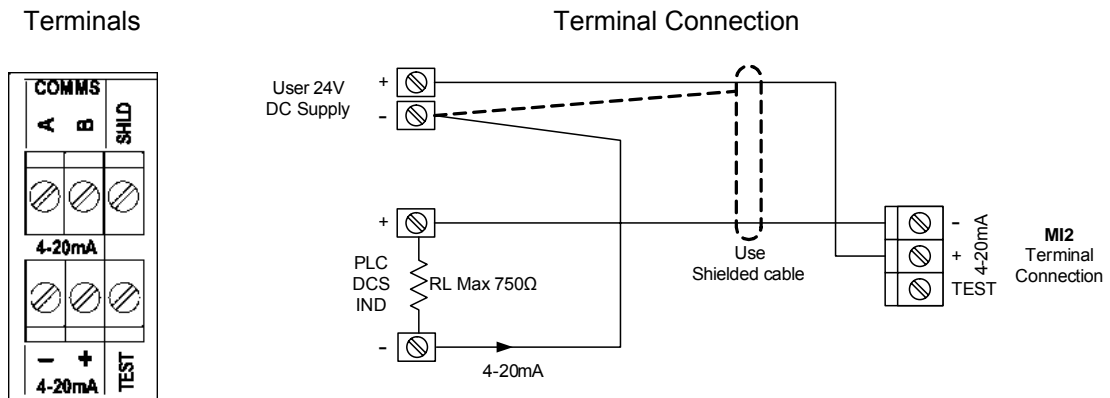 Terminals
COMMS
A B SHLD
4-20mA
- + TEST
4-20mA
Terminal Connection
User 24V
DC Supply
+
-
+
PLC
DCS
IND
RL Max 750Ω
-
4-20mA
Use
Shielded cable
-
+
4-20mA
TEST
MI2
Terminal
Connection